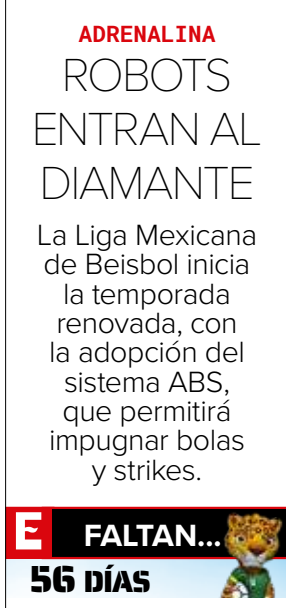 ADRENALINA
ROBOTS
ENTRAN AL
DIAMANTE
La Liga Mexicana
de Beisbol inicia
la temporada
renovada, con
la adopción del
sistema ABS,
que permitirá
impugnar bolas
y strikes.
E FALTAN...
56 DÍAS